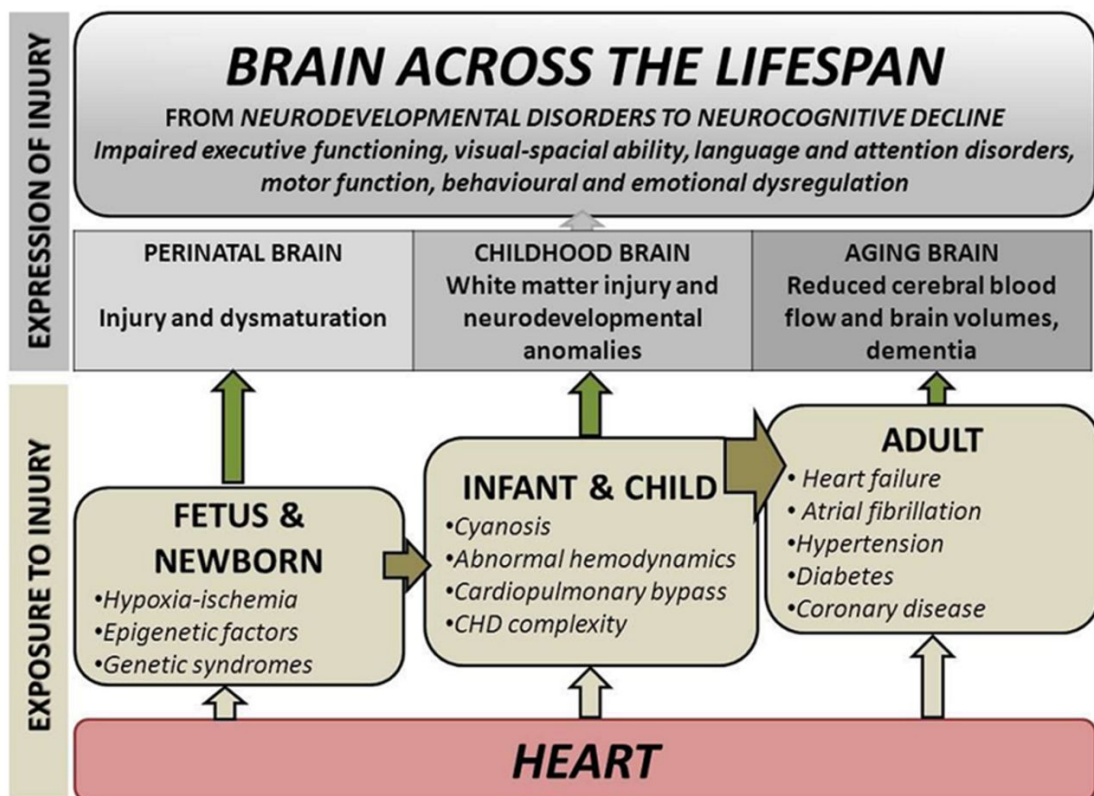 EXPRESSION OF INJURY
BRAIN ACROSS THE LIFESPAN
FROM NEURODEVELOPMENTAL DISORDERS TO NEUROCOGNITIVE DECLINE
Impaired executive functioning, visual-spacial ability, language and attention disorders,
motor function, behavioural and emotional dysregulation
PERINATAL BRAIN
Injury and dysmaturation
CHILDHOOD BRAIN
White matter injury and
neurodevelopmental
anomalies
AGING BRAIN
Reduced cerebral blood
flow and brain volumes,
dementia
EXPOSURE TO INJURY
FETUS &
NEWBORN
•Hypoxia-ischemia
•Epigenetic factors
•Genetic syndromes
INFANT & CHILD
•Cyanosis
•Abnormal hemodynamics
•Cardiopulmonary bypass
•CHD complexity
ADULT
• Heart failure
• Atrial fibrillation
•Hypertension
•Diabetes
•Coronary disease
HEART